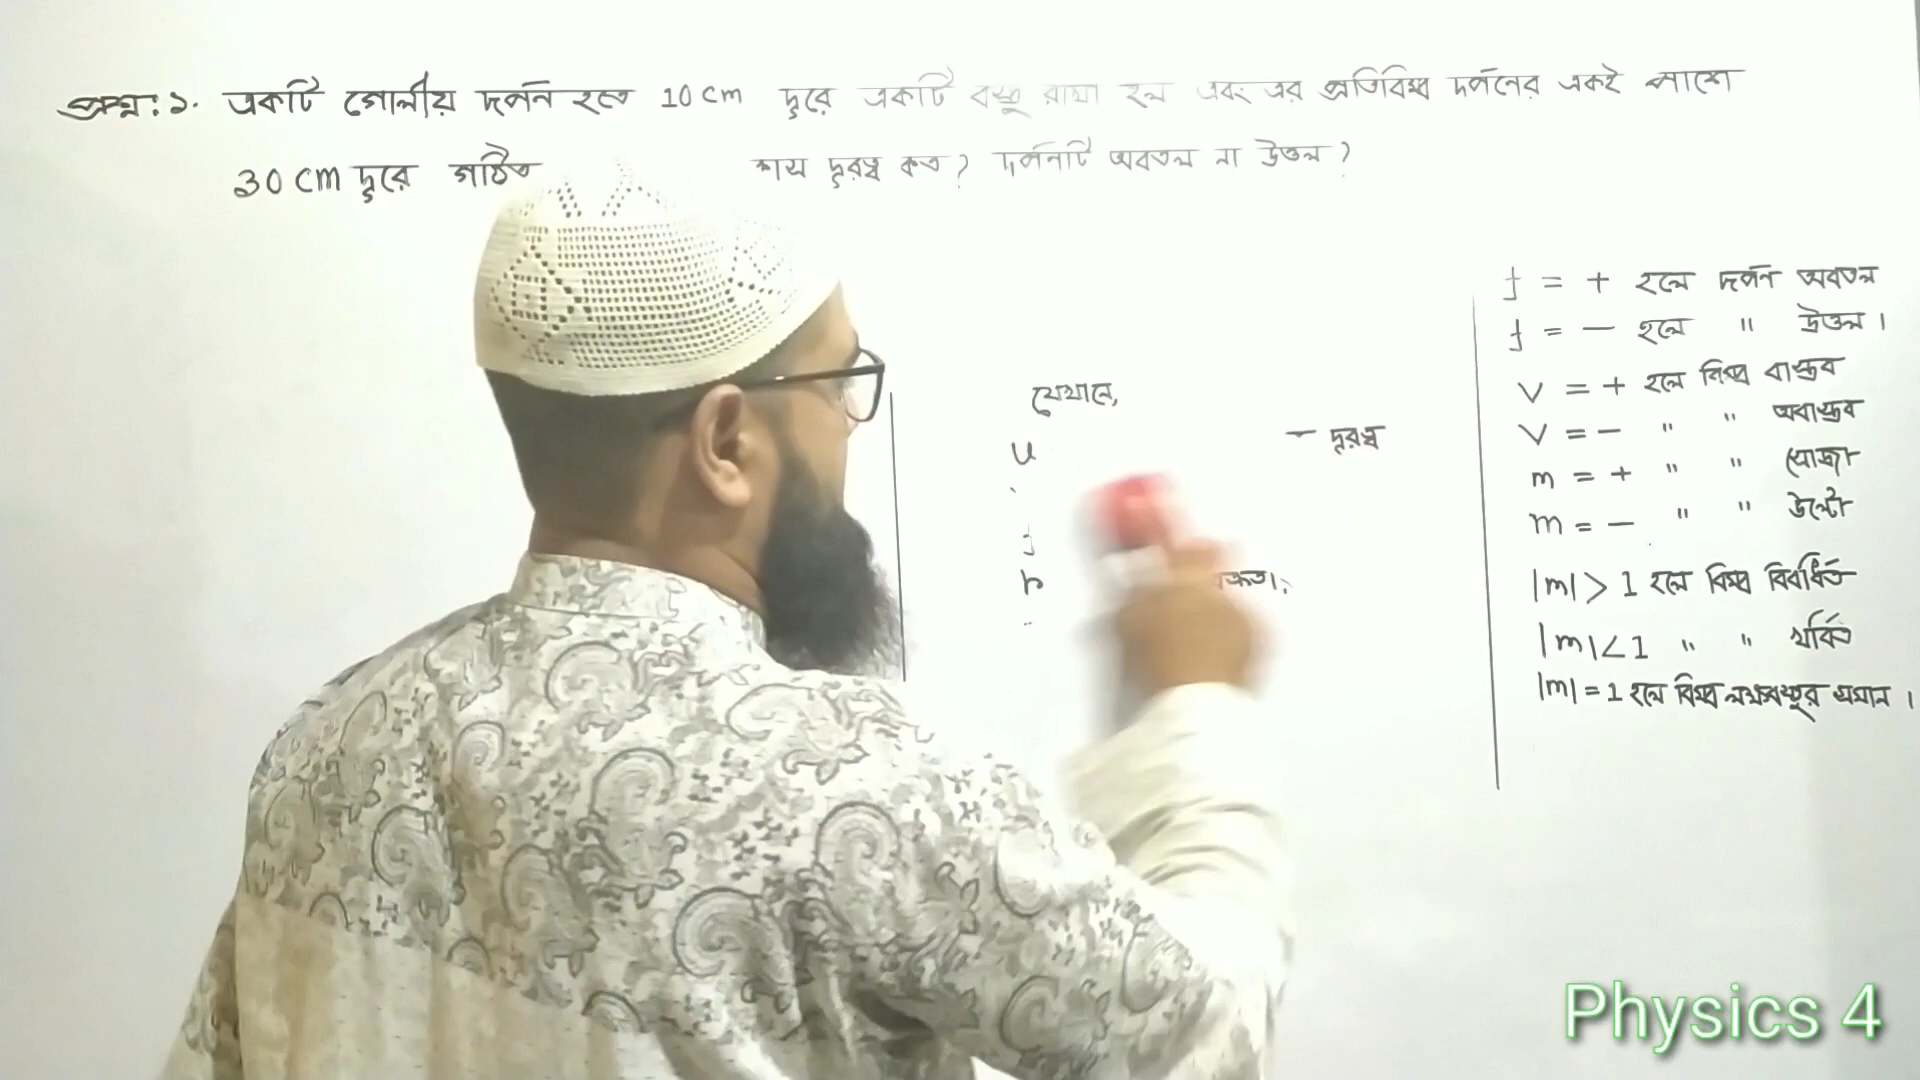 প্রশ্ন: ১. একটি গোলীয় দর্পন হতে 10 cm দূরে একটি বস্তু রাখা হল এবং এর প্রতিবিম্ব দর্পনের একই পাশে
30 cm দূরে গঠিত দূরত্ব কত? দর্পনটি অবতল না উত্তল?
f = + হলে দর্পন অবতল
f = - হলে " উত্তল।
v = + হলে বিম্ব বাস্তব
v = - " " অবাস্তব
m = + " " সোজা
m = - " " উল্টো
|m| > 1 হলে বিম্ব বিবর্ধিত
|m| < 1 " " খর্বিত
|m| = 1 হলে বিম্ব লক্ষ্যবস্তুর সমান।
যেখানে,
u দূরত্ব
f
r
Physics 4